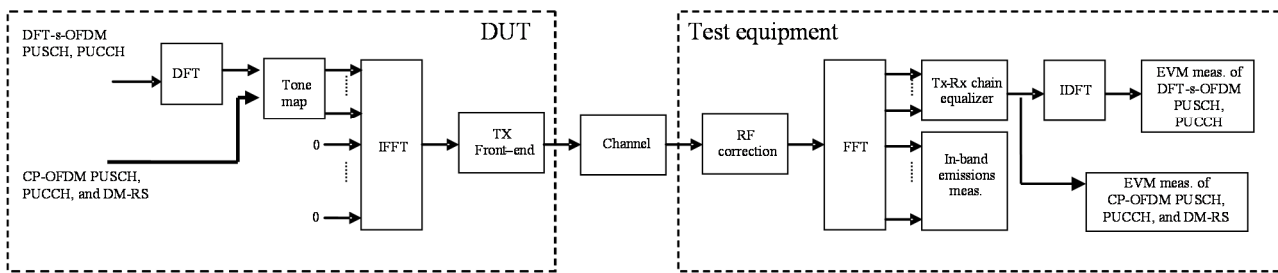 DUT
Test equipment
DFT-s-OFDM
PUSCH, PUCCH
DFT
Tone
map
0
0
IFFT
TX
Front–end
Channel
RF
correction
FFT
Tx-Rx chain
equalizer
IDFT
EVM meas. of
DFT-s-OFDM
PUSCH,
PUCCH
In-band
emissions
meas.
CP-OFDM PUSCH,
PUCCH, and DM-RS
EVM meas. of
CP-OFDM PUSCH,
PUCCH, and DM-RS